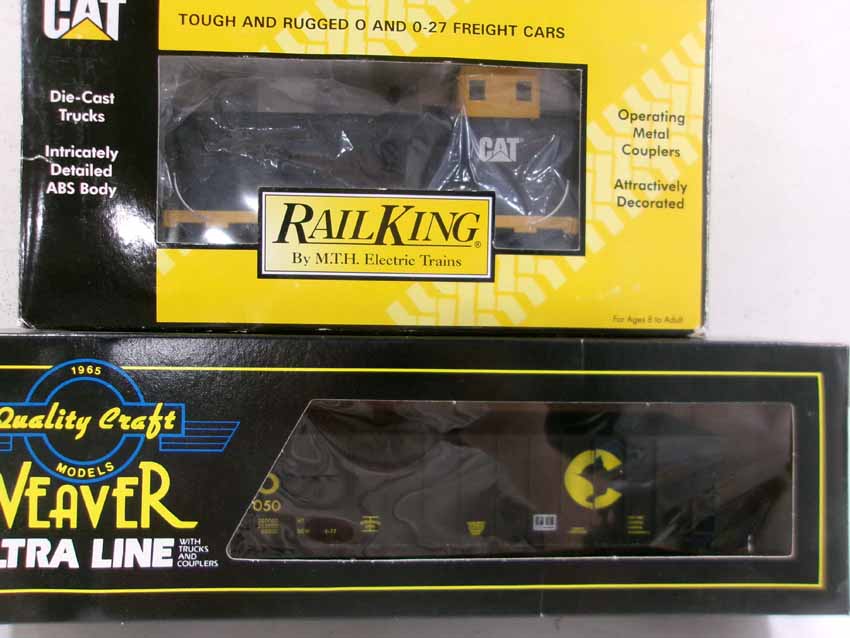 CAT
TOUGH AND RUGGED O AND O-27 FREIGHT CARS
Die-Cast
Trucks
Intricately
Detailed
ABS Body
CAT
Operating
Metal
Couplers
Attractively
Decorated
RAILKING®
By M.T.H. Electric Trains
For Ages 8 to Adult
1965
Quality Craft
MODELS
WEAVER
LTRA LINE
WITH
TRUCKS
AND
COUPLERS
O
050
C